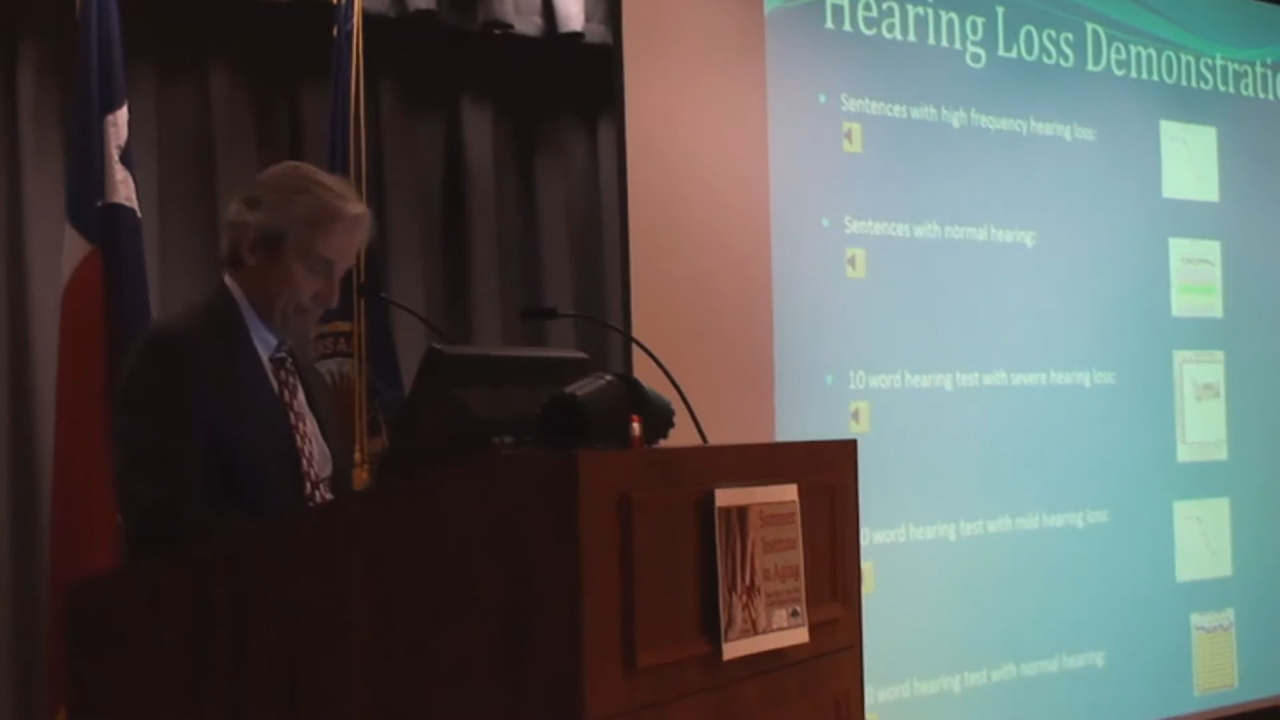 Hearing Loss Demonstratio
Sentences with high frequency hearing loss:
Sentences with normal hearing:
10 word hearing test with severe hearing loss:
0 word hearing test with mild hearing loss:
word hearing test with normal hearing:
Summer
Institute
in Aging